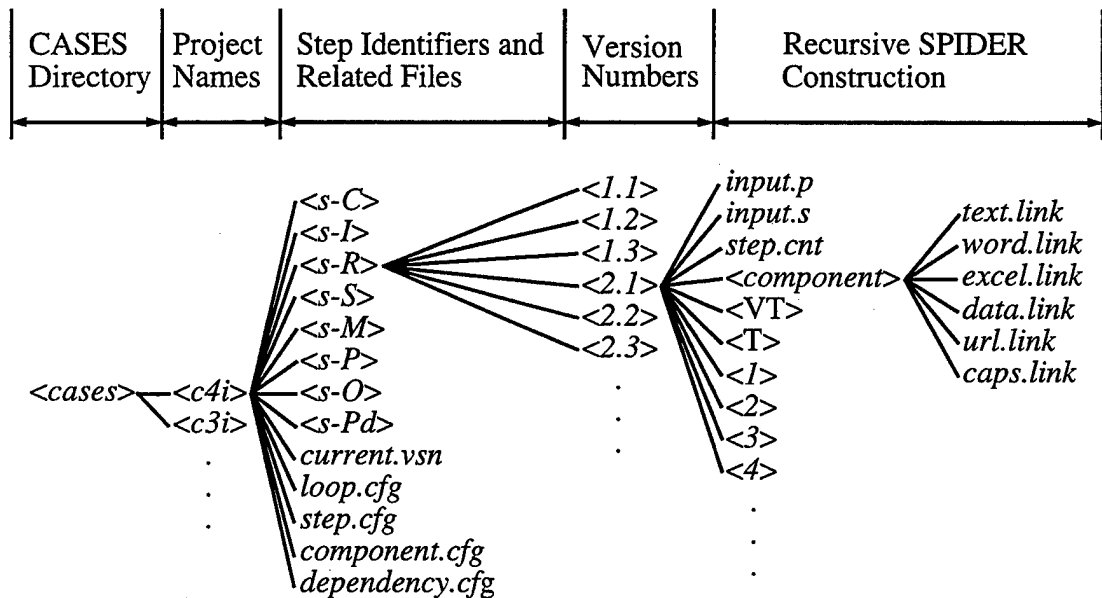 CASES Directory
Project Names
Step Identifiers and Related Files
Version Numbers
Recursive SPIDER Construction
<cases>
<c4i>
<c3i>
.
.
.
<s-C>
<s-I>
<s-R>
<s-S>
<s-M>
<s-P>
<s-O>
<s-Pd>
current.vsn
loop.cfg
step.cfg
component.cfg
dependency.cfg
<1.1>
<1.2>
<1.3>
<2.1>
<2.2>
<2.3>
.
.
.
input.p
input.s
step.cnt
<component>
<VT>
<T>
<1>
<2>
<3>
<4>
.
.
.
text.link
word.link
excel.link
data.link
url.link
caps.link